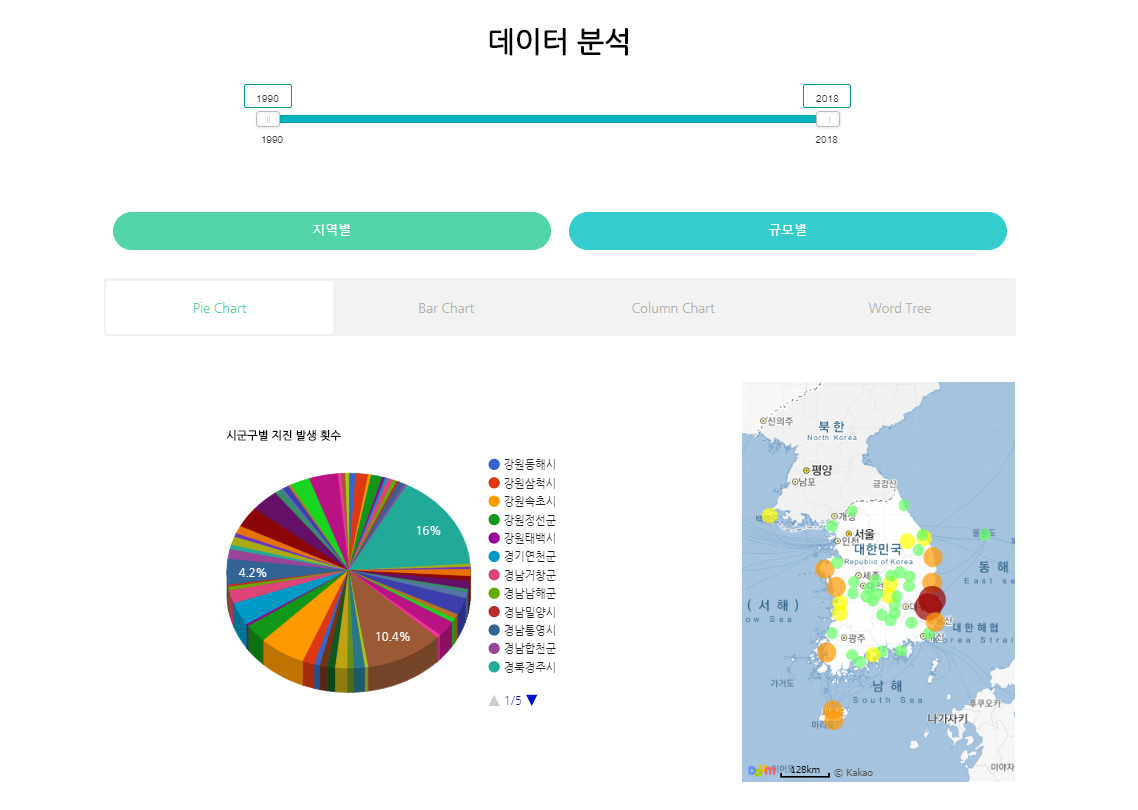 데이터 분석
1990
2018
1990
2018
지역별
규모별
Pie Chart
Bar Chart
Column Chart
Word Tree
시군구별 지진 발생 횟수
16%
4.2%
10.4%
강원동해시
강원삼척시
강원속초시
강원정선군
강원태백시
경기연천군
경남거창군
경남남해군
경남밀양시
경남통영시
경남합천군
경북경주시
1/5
신의주
북한
North Korea
평양
남포
금강산
개성
서울
인천
대한민국
Republic of Korea
세종
대전
동 해
East se
( 서 해 )
ow Sea
광주
대한해협
orea Strai
가거도
남 해
South Sea
후쿠오카
나가사키
미야자
128km
© Kakao